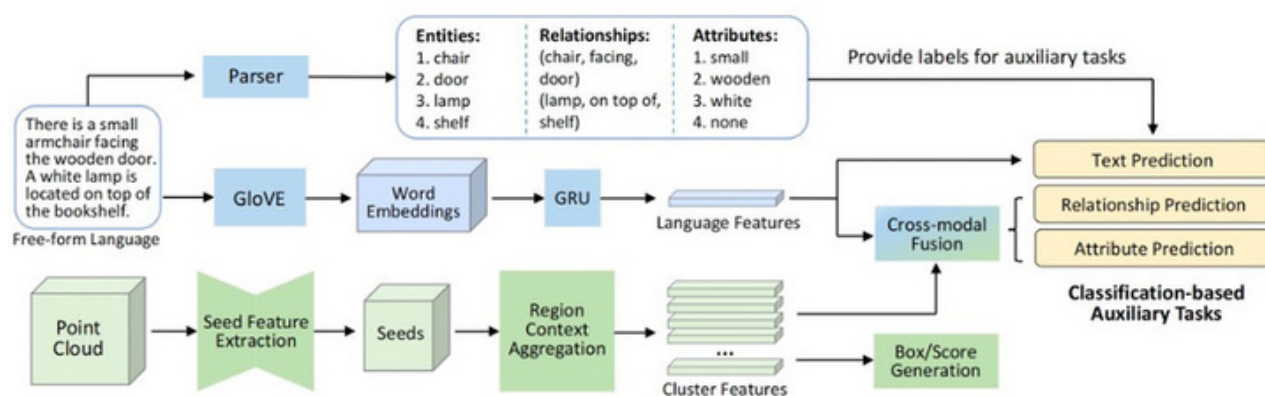 Entities:
1. chair
2. door
3. lamp
4. shelf
Relationships:
(chair, facing,
door)
(lamp, on top of,
shelf)
Attributes:
1. small
2. wooden
3. white
4. none
Parser
Provide labels for auxiliary tasks
There is a small
armchair facing
the wooden door.
A white lamp is
located on top of
the bookshelf.
Free-form Language
GloVE
Word
Embeddings
GRU
Language Features
Cross-modal
Fusion
Text Prediction
Relationship Prediction
Attribute Prediction
Classification-based
Auxiliary Tasks
Point
Cloud
Seed Feature
Extraction
Seeds
Region
Context
Aggregation
...
Cluster Features
Box/Score
Generation